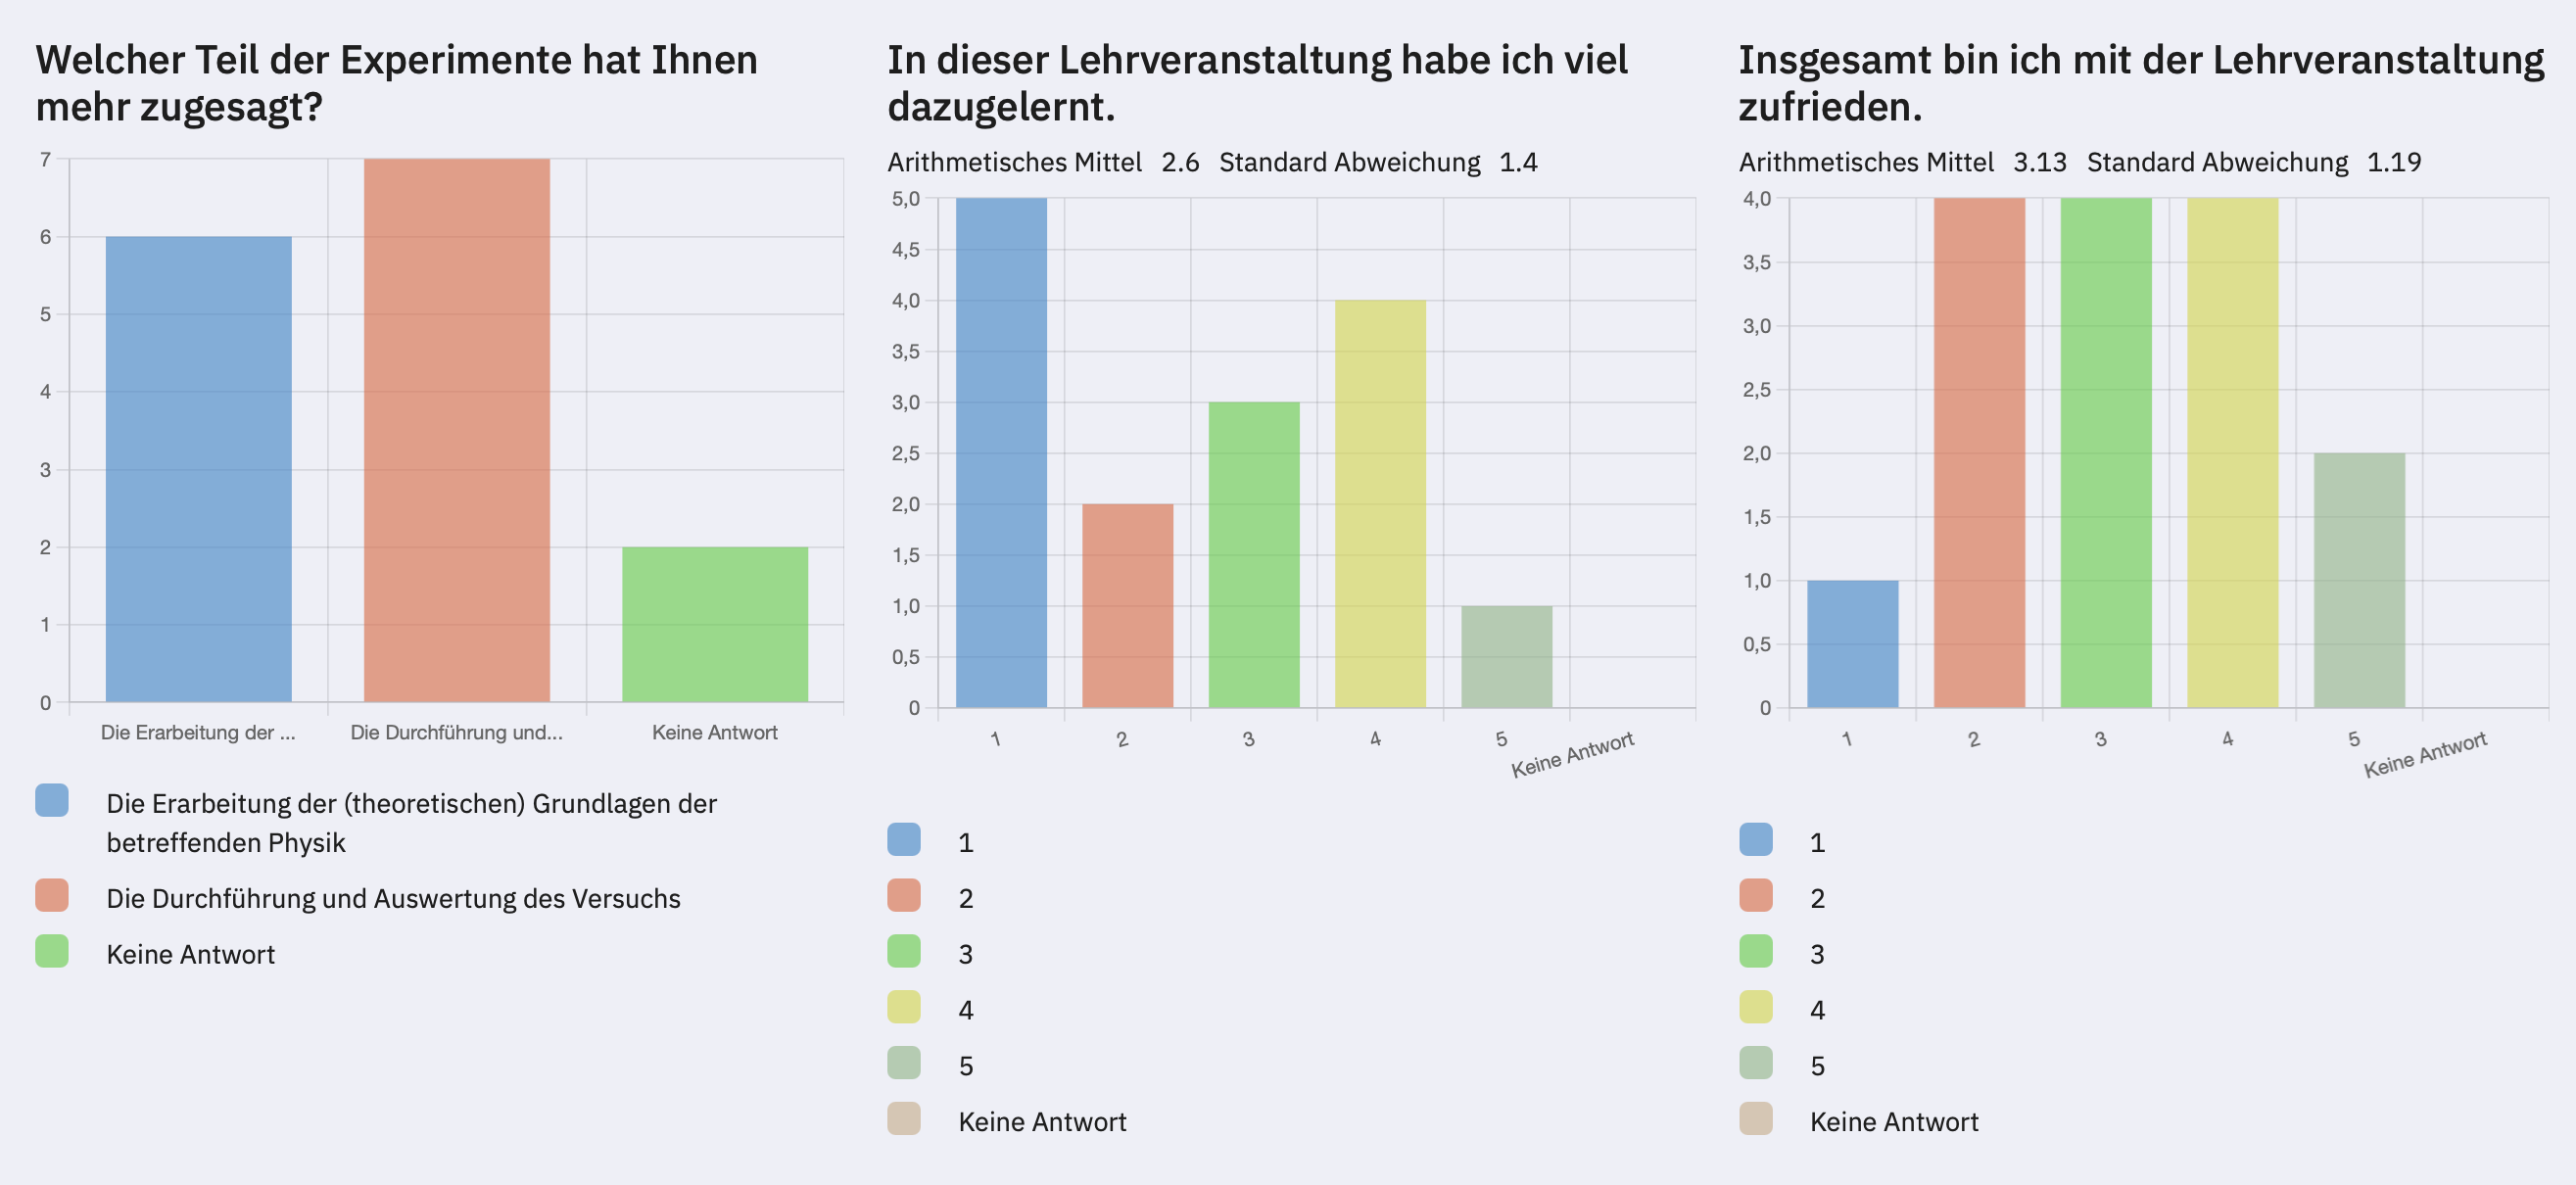 Welcher Teil der Experimente hat Ihnen
mehr zugesagt?
7
6
5
4
3
2
1
0
Die Erarbeitung der ...
Die Durchführung und...
Keine Antwort
Die Erarbeitung der (theoretischen) Grundlagen der
betreffenden Physik
Die Durchführung und Auswertung des Versuchs
Keine Antwort
In dieser Lehrveranstaltung habe ich viel
dazugelernt.
Arithmetisches Mittel 2.6 Standard Abweichung 1.4
5,0
4,5
4,0
3,5
3,0
2,5
2,0
1,5
1,0
0,5
0
1
2
3
4
5
Keine Antwort
1
2
3
4
5
Keine Antwort
Insgesamt bin ich mit der Lehrveranstaltung
zufrieden.
Arithmetisches Mittel 3.13 Standard Abweichung 1.19
4,0
3,5
3,0
2,5
2,0
1,5
1,0
0,5
0
1
2
3
4
5
Keine Antwort
1
2
3
4
5
Keine Antwort